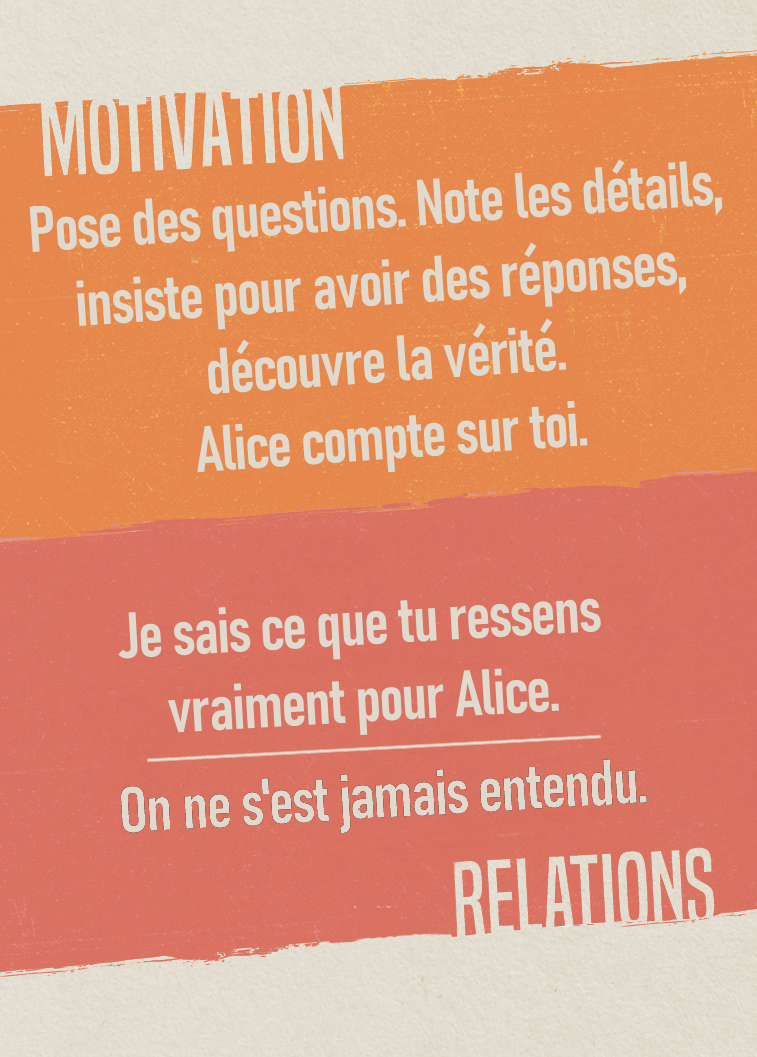 MOTIVATION
Pose des questions. Note les détails,
insiste pour avoir des réponses,
découvre la vérité.
Alice compte sur toi.
Je sais ce que tu ressens
vraiment pour Alice.
On ne s'est jamais entendu.
RELATIONS